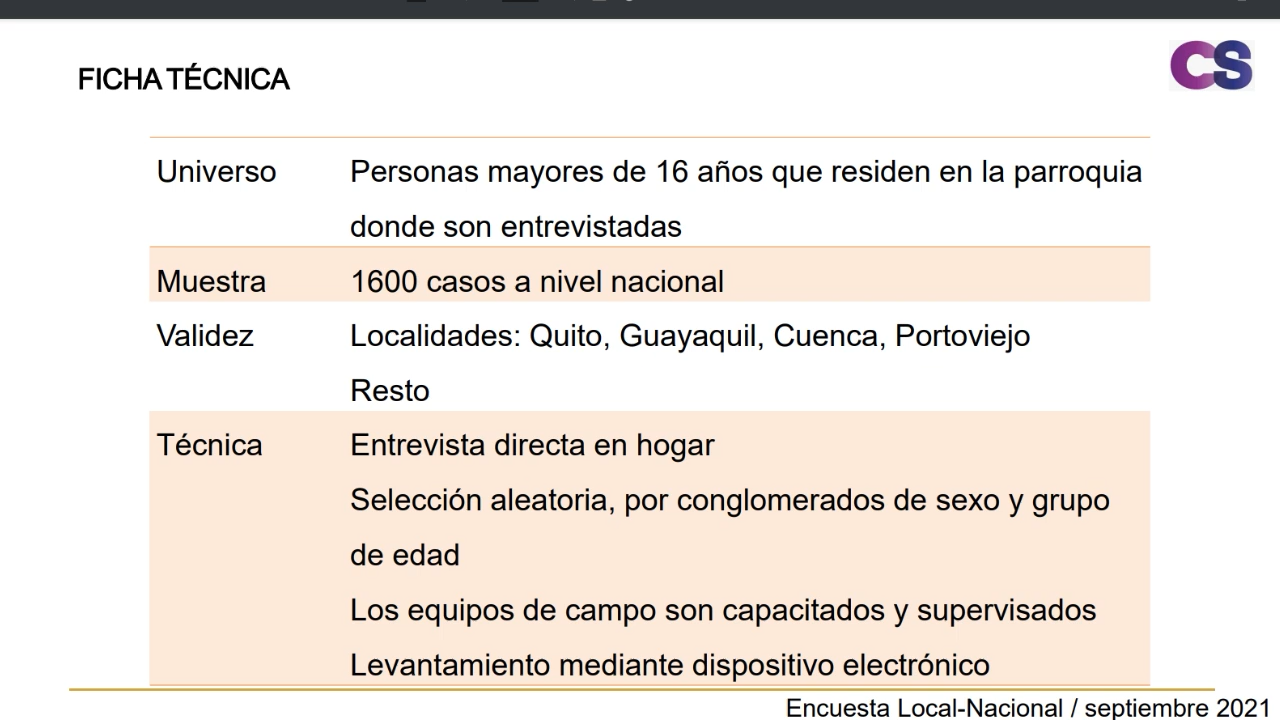 FICHA TÉCNICA
CS
Universo Personas mayores de 16 años que residen en la parroquia
donde son entrevistadas
Muestra 1600 casos a nivel nacional
Validez Localidades: Quito, Guayaquil, Cuenca, Portoviejo
Resto
Técnica Entrevista directa en hogar
Selección aleatoria, por conglomerados de sexo y grupo
de edad
Los equipos de campo son capacitados y supervisados
Levantamiento mediante dispositivo electrónico
Encuesta Local-Nacional / septiembre 2021